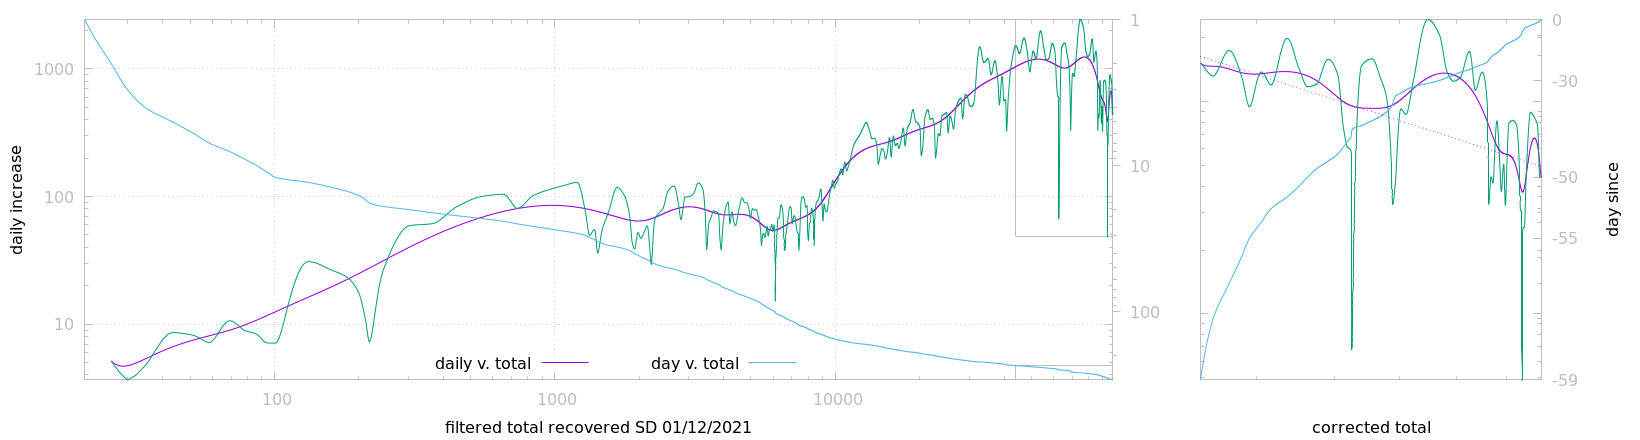 daily increase
1000
100
10
100
1000
10000
filtered total recovered SD 01/12/2021
daily v. total
day v. total
1
10
100
0
-30
-50
-55
-59
day since
corrected total